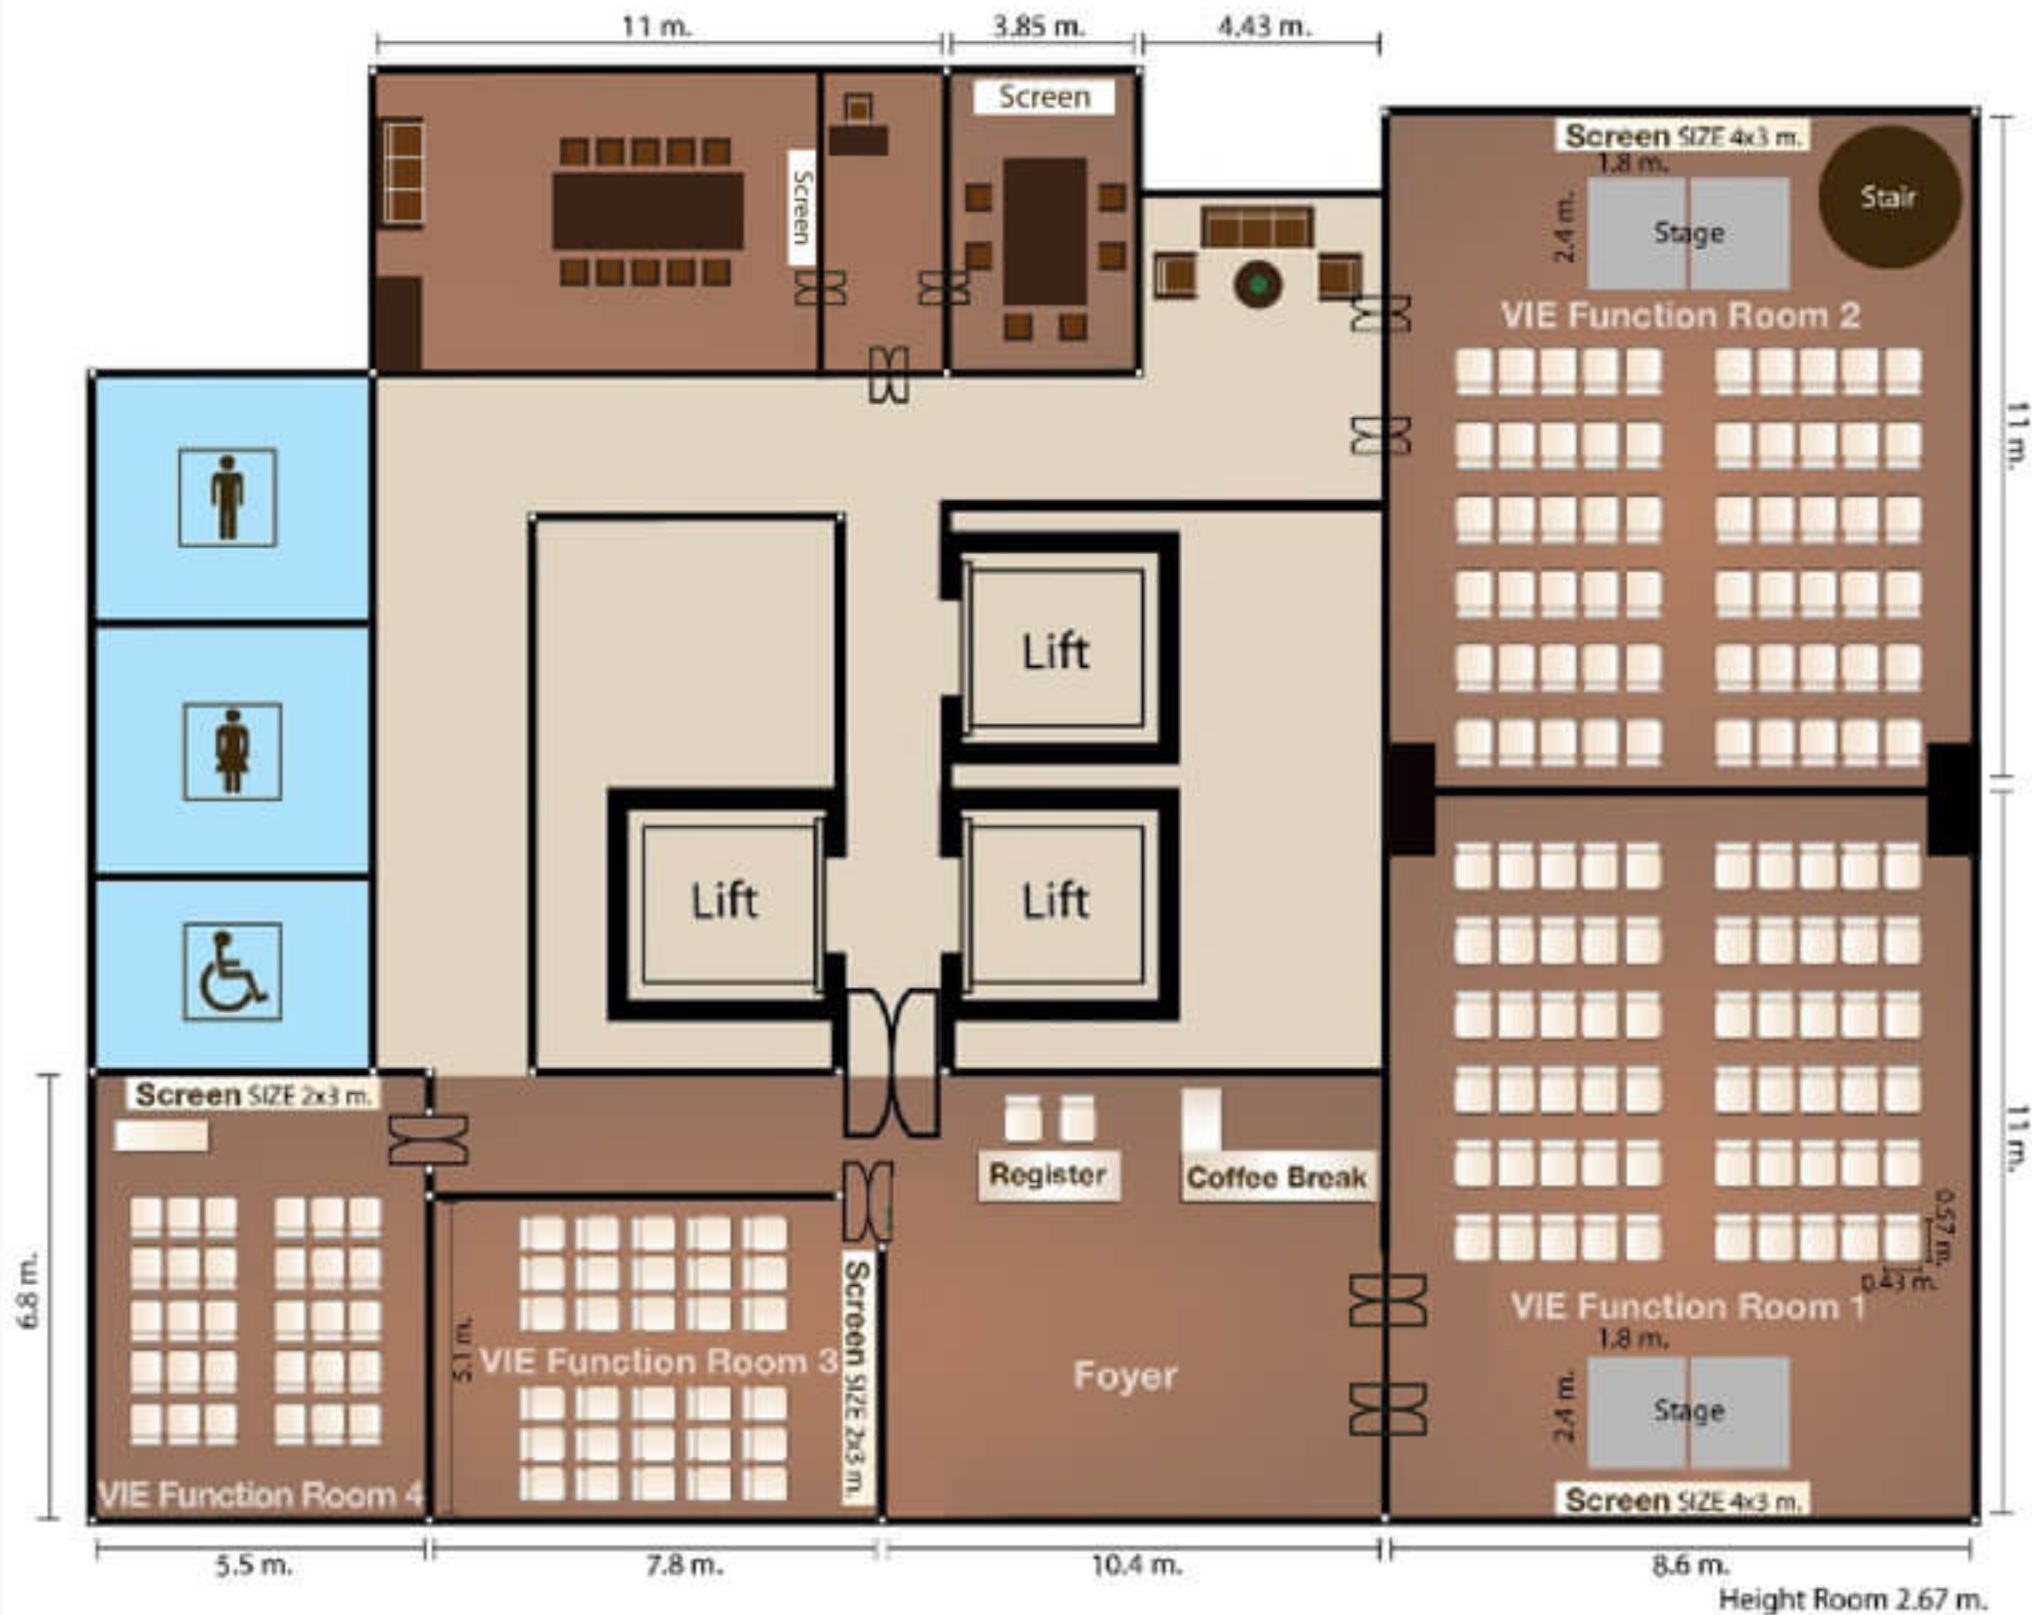 11 m.
3.85 m.
4.43 m.
Screen
Screen
Screen SIZE 4x3 m.
1.8 m.
2.4 m.
Stage
Stair
VIE Function Room 2
11 m.
Lift
Lift
Lift
11 m.
Screen SIZE 2x3 m.
Register
Coffee Break
6.8 m.
5.1 m.
VIE Function Room 3
Screen SIZE 2x3 m.
Foyer
0.57 m.
0.43 m.
VIE Function Room 1
1.8 m.
2.4 m.
Stage
VIE Function Room 4
Screen SIZE 4x3 m.
5.5 m.
7.8 m.
10.4 m.
8.6 m.
Height Room 2.67 m.